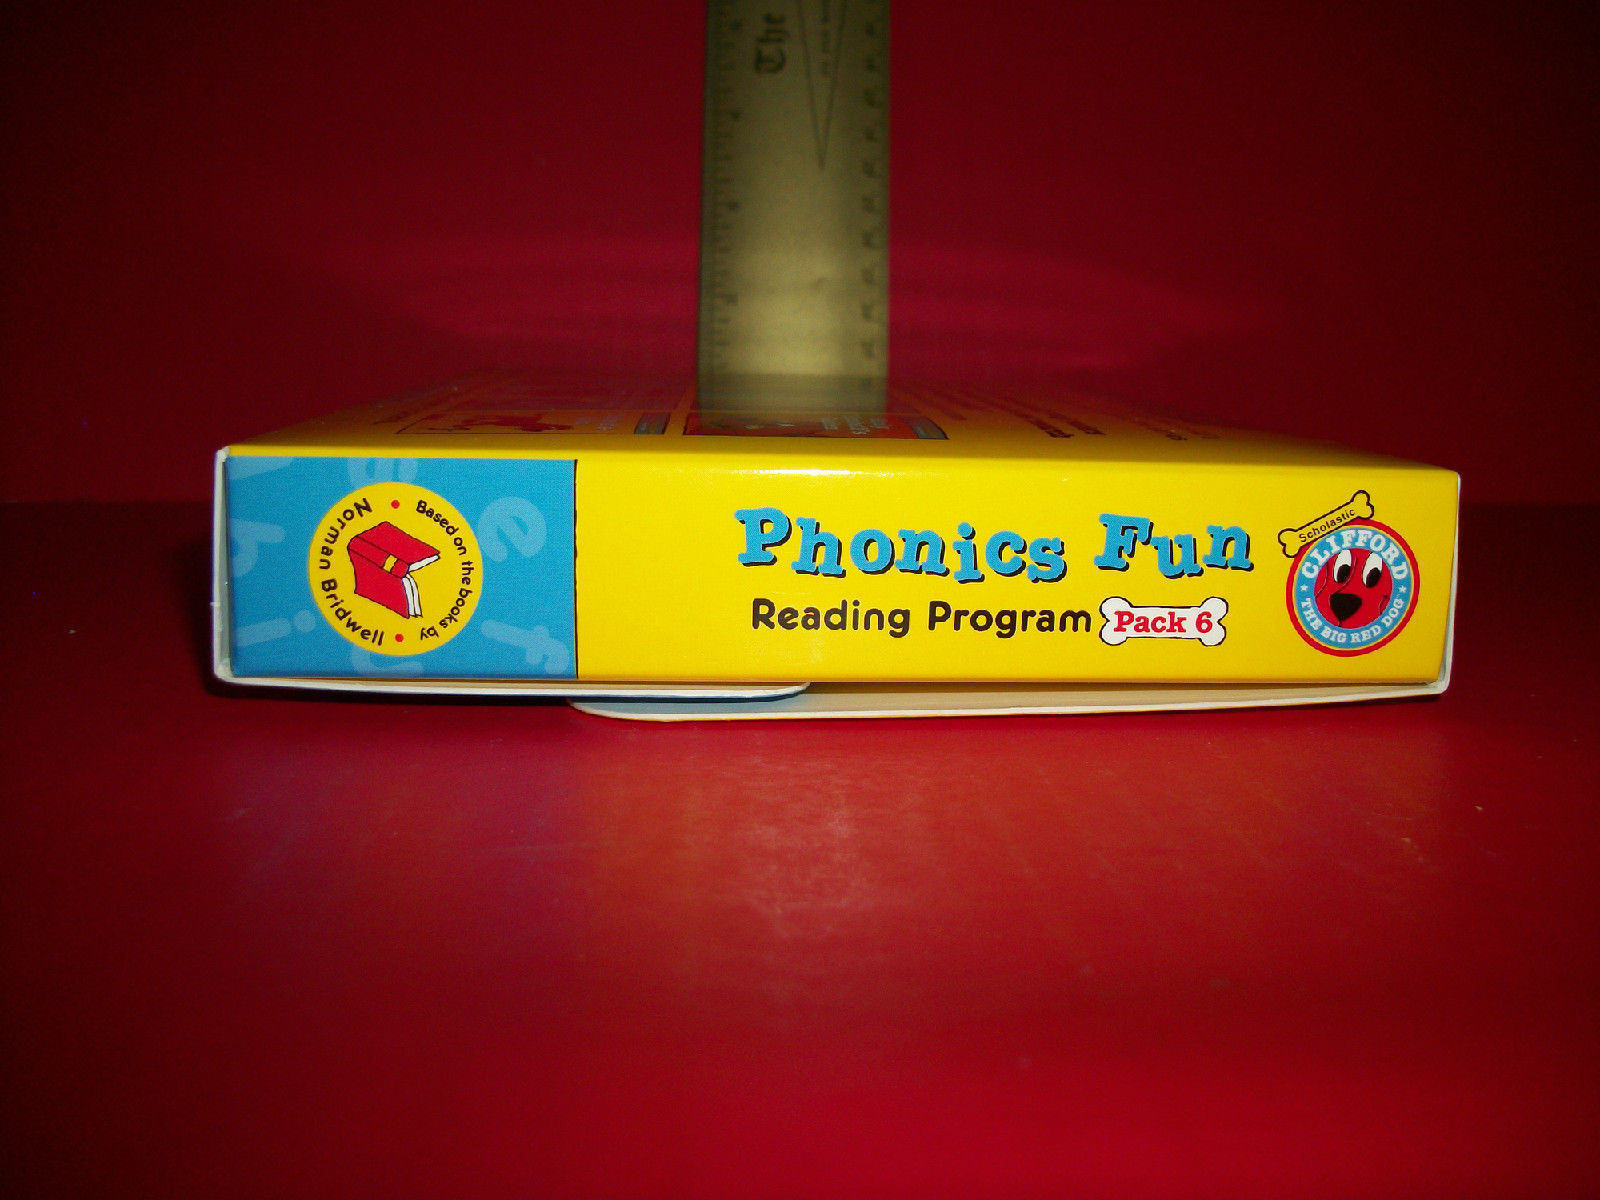 The
Based on the books by
Norman Bridwell
Phonics Fun
Reading Program
Pack 6
Scholastic
CLIFFORD
THE BIG RED DOG